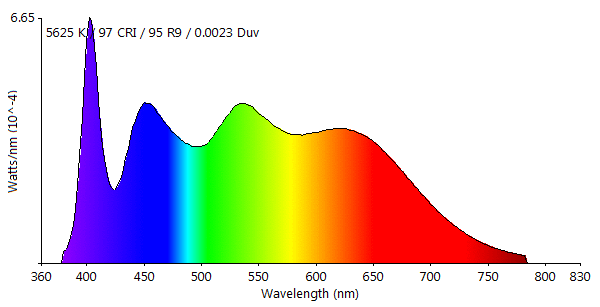 6.65
5625 K / 97 CRI / 95 R9 / 0.0023 Duv
Watts/nm (10^-4)
0
360 400 450 500 550 600 650 700 750 800 830
Wavelength (nm)